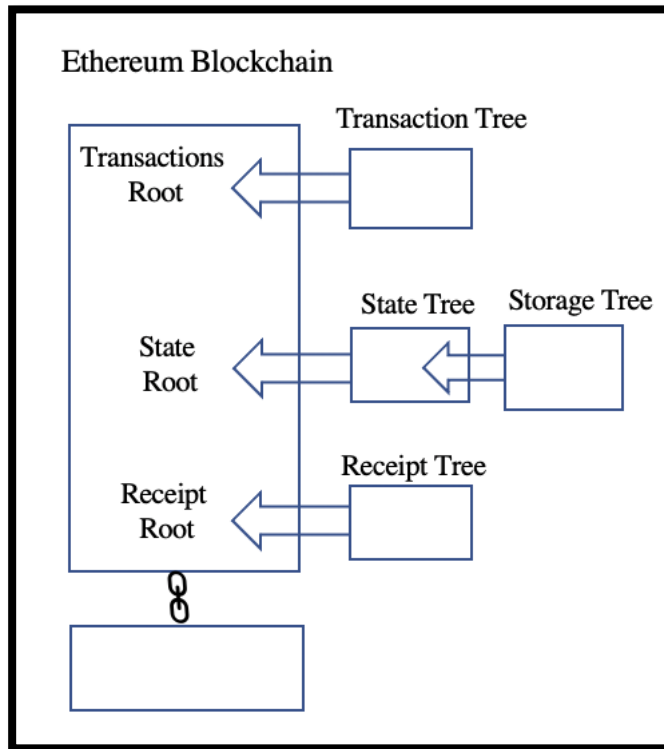 Ethereum Blockchain
Transaction Tree
Transactions
Root
State Tree
Storage Tree
State
Root
Receipt Tree
Receipt
Root